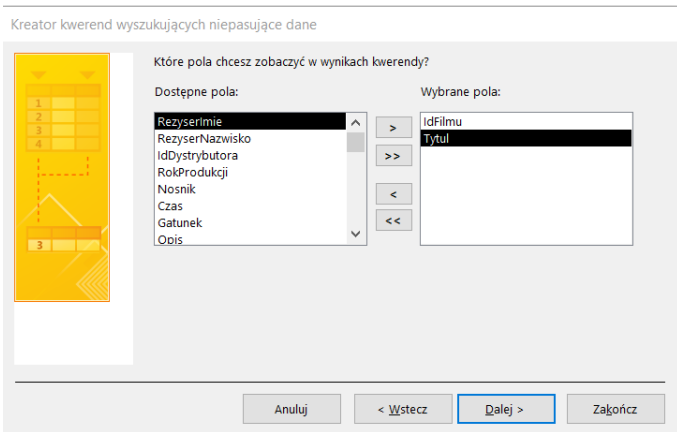 Kreator kwerend wyszukujących niepasujące dane
Które pola chcesz zobaczyć w wynikach kwerendy?
Dostępne pola:
Wybrane pola:
RezyserImie
RezyserNazwisko
IdDystrybutora
RokProdukcji
Nosnik
Czas
Gatunek
Opis
>
>>
<
<<
IdFilmu
Tytul
1
2
3
4
3
Anuluj
< Wstecz
Dalej >
Zakończ